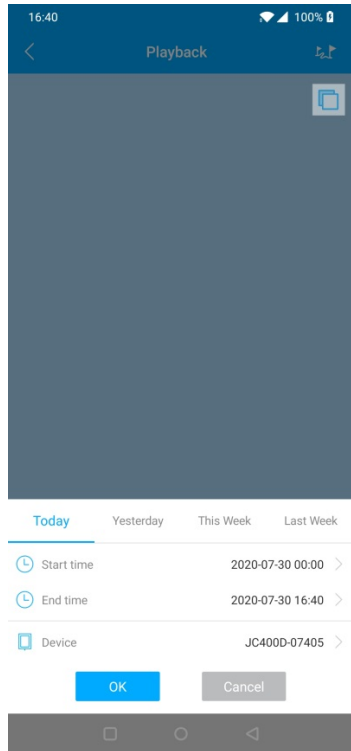 16:40 100%
Playback
Today Yesterday This Week Last Week
Start time 2020-07-30 00:00
End time 2020-07-30 16:40
Device JC400D-07405
OK Cancel